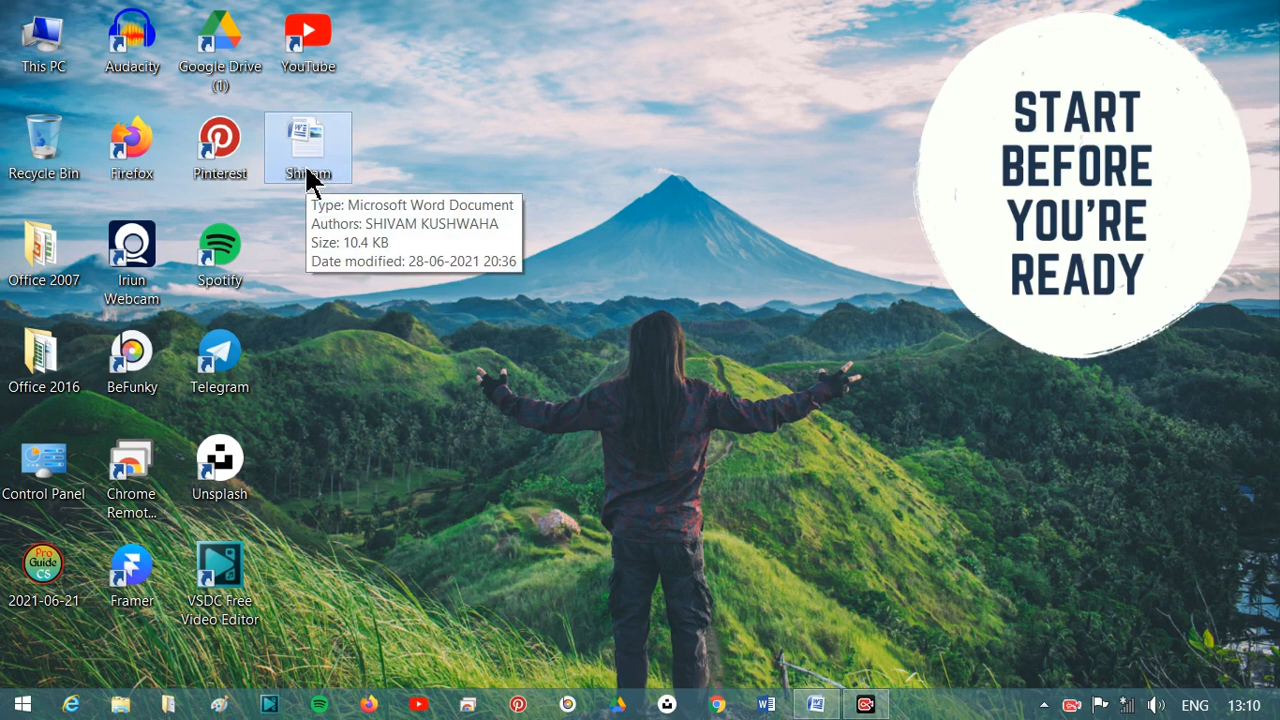 This PC
Audacity
Google Drive
(1)
YouTube
Recycle Bin
Firefox
Pinterest
Type: Microsoft Word Document
Authors: SHIVAM KUSHWAHA
Size: 10.4 KB
Date modified: 28-06-2021 20:36
Office 2007
Iriun
Webcam
Spotify
Office 2016
BeFunky
Telegram
Control Panel
Chrome
Remot...
Unsplash
Pro
Guide
CS
2021-06-21
Framer
VSDC Free
Video Editor
START
BEFORE
YOU'RE
READY
ENG
13:10